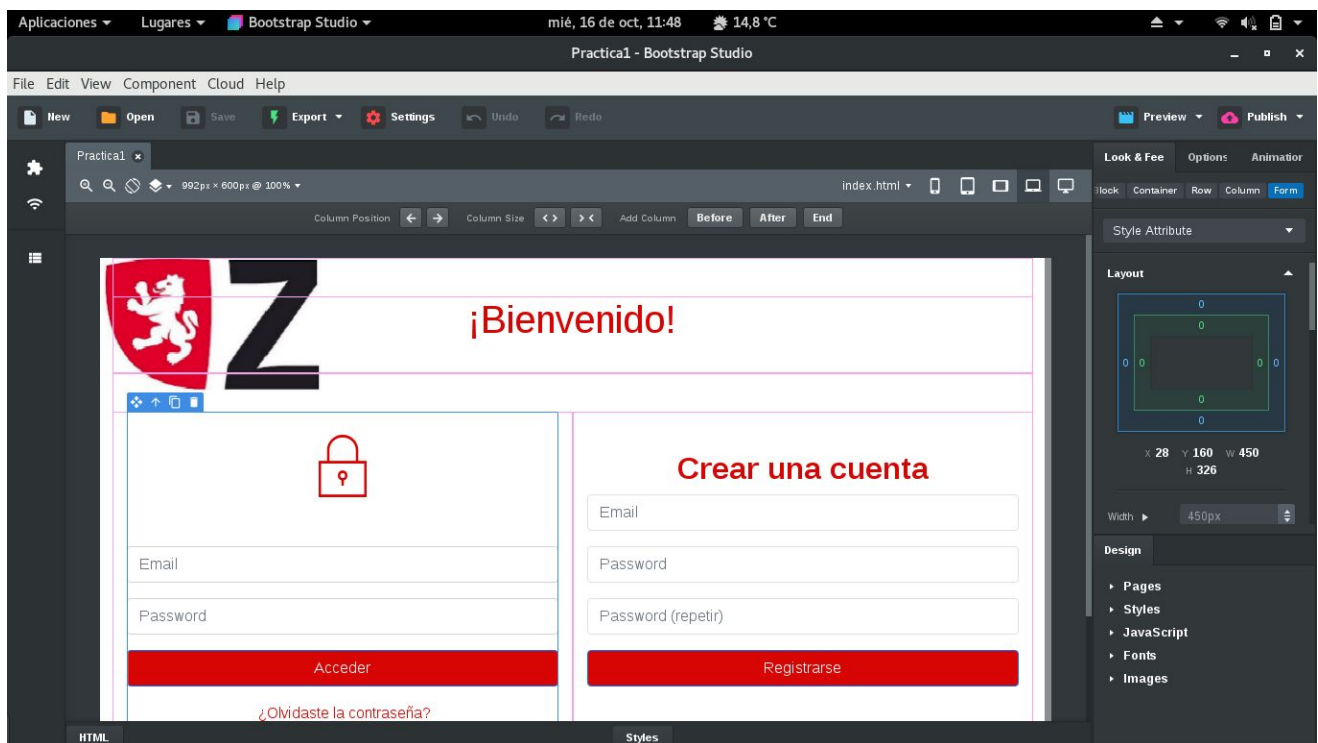 Aplicaciones Lugares Bootstrap Studio mié, 16 de oct, 11:48 14,8 °C
Practica1 - Bootstrap Studio
File Edit View Component Cloud Help
New Open Save Export Settings Undo Redo Preview Publish
Practica1 Look & Fee Options Animatior
992px × 600px @ 100% index.html lock Container Row Column Form
Column Position Column Size Add Column Before After End
Style Attribute
Layout
Z
¡Bienvenido!
0
0
0 0 0 0
0
0
X 28 Y 160 W 450
H 326
Width 450px
Crear una cuenta
Email
Password
Password (repetir)
Registrarse
Email
Password
Acceder
¿Olvidaste la contraseña?
Design
Pages
Styles
JavaScript
Fonts
Images
HTML Styles